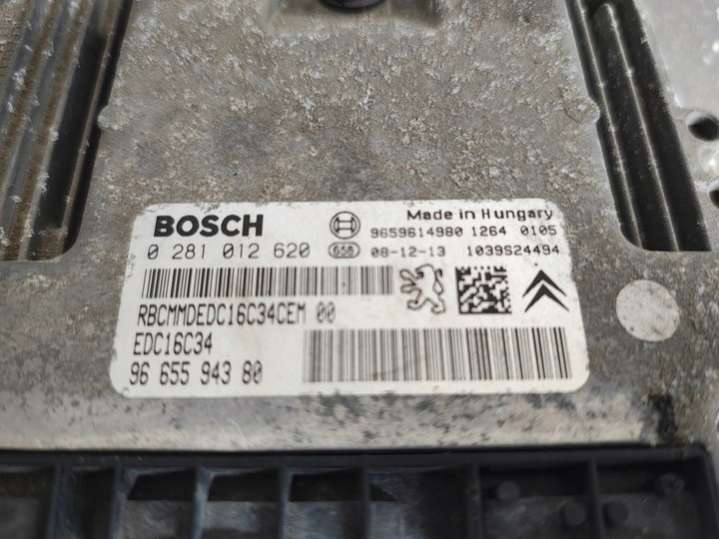 BOSCH
Made in Hungary
9659614980 1264 0105
0 281 012 620
658 08-12-13 1039S24494
RBCMMDEDC16C34CEM 00
EDC16C34
96 655 943 80